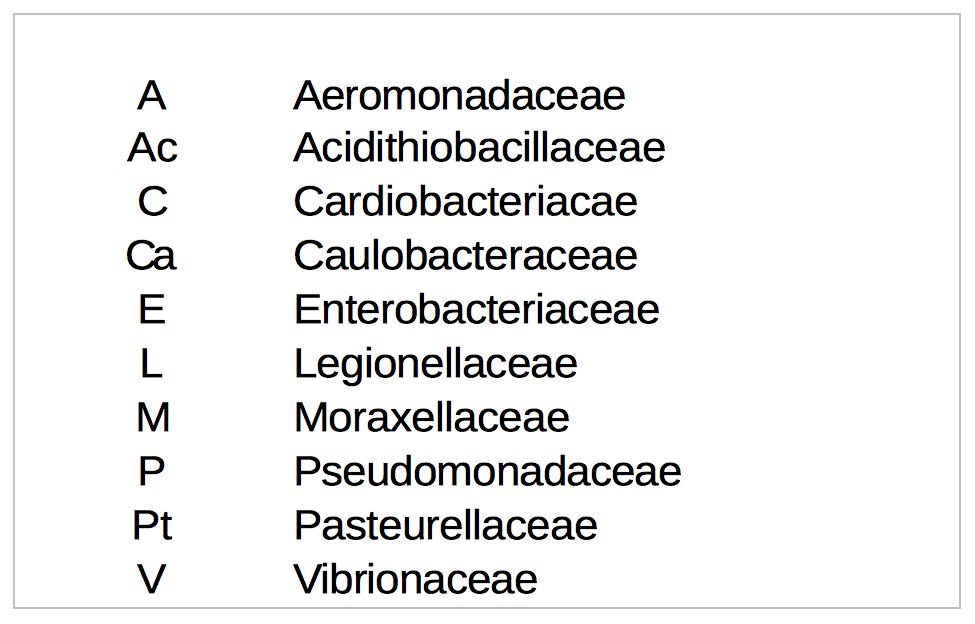 A Aeromonadaceae
Ac Acidithiobacillaceae
C Cardiobacteriacae
Ca Caulobacteraceae
E Enterobacteriaceae
L Legionellaceae
M Moraxellaceae
P Pseudomonadaceae
Pt Pasteurellaceae
V Vibrionaceae